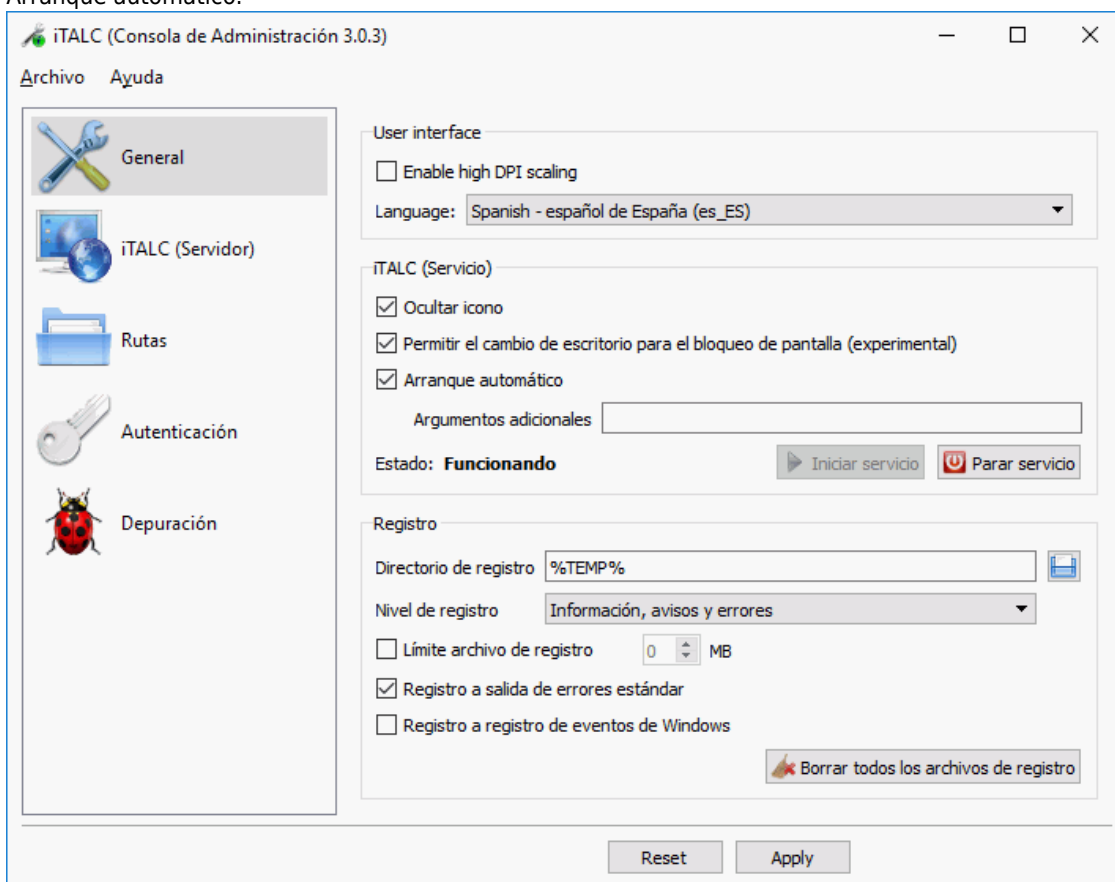 Arranque automático.
iTALC (Consola de Administración 3.0.3)
Archivo Ayuda
General
iTALC (Servidor)
Rutas
Autenticación
Depuración
User interface
Enable high DPI scaling
Language: Spanish - español de España (es_ES)
iTALC (Servicio)
Ocultar icono
Permitir el cambio de escritorio para el bloqueo de pantalla (experimental)
Arranque automático
Argumentos adicionales
Estado: Funcionando Iniciar servicio Parar servicio
Registro
Directorio de registro %TEMP%
Nivel de registro Información, avisos y errores
Límite archivo de registro 0 MB
Registro a salida de errores estándar
Registro a registro de eventos de Windows
Borrar todos los archivos de registro
Reset Apply